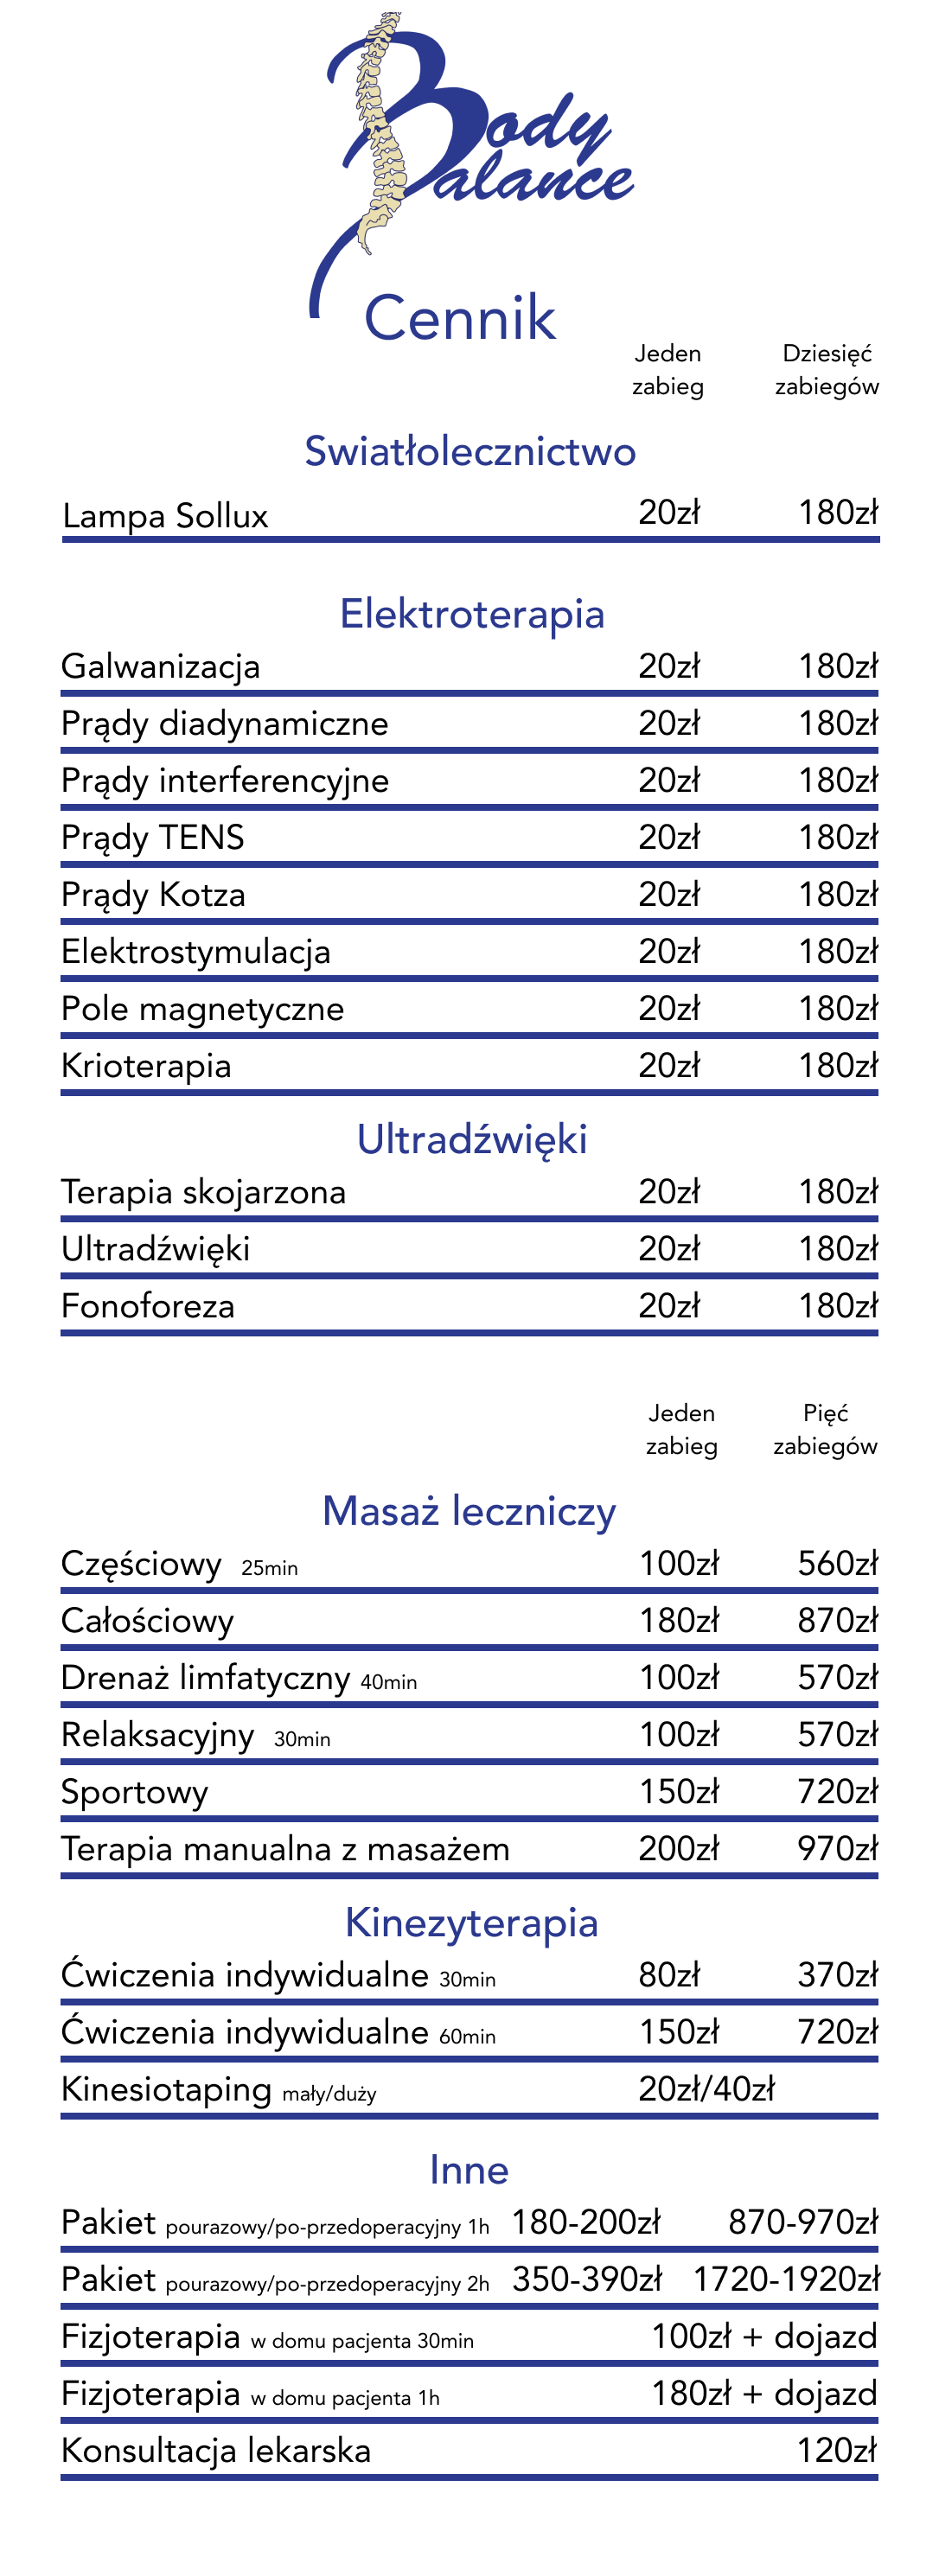 Body
Balance
Cennik
Jeden Dziesięć
zabieg zabiegów
Swiatłolecznictwo
Lampa Sollux 20zł 180zł
Elektroterapia
Galwanizacja 20zł 180zł
Prądy diadynamiczne 20zł 180zł
Prądy interferencyjne 20zł 180zł
Prądy TENS 20zł 180zł
Prądy Kotza 20zł 180zł
Elektrostymulacja 20zł 180zł
Pole magnetyczne 20zł 180zł
Krioterapia 20zł 180zł
Ultradźwięki
Terapia skojarzona 20zł 180zł
Ultradźwięki 20zł 180zł
Fonoforeza 20zł 180zł
Jeden Pięć
zabieg zabiegów
Masaż leczniczy
Częściowy 25min 100zł 560zł
Całościowy 180zł 870zł
Drenaż limfatyczny 40min 100zł 570zł
Relaksacyjny 30min 100zł 570zł
Sportowy 150zł 720zł
Terapia manualna z masażem 200zł 970zł
Kinezyterapia
Ćwiczenia indywidualne 30min 80zł 370zł
Ćwiczenia indywidualne 60min 150zł 720zł
Kinesiotaping mały/duży 20zł/40zł
Inne
Pakiet pourazowy/po-przedoperacyjny 1h 180-200zł 870-970zł
Pakiet pourazowy/po-przedoperacyjny 2h 350-390zł 1720-1920zł
Fizjoterapia w domu pacjenta 30min 100zł + dojazd
Fizjoterapia w domu pacjenta 1h 180zł + dojazd
Konsultacja lekarska 120zł